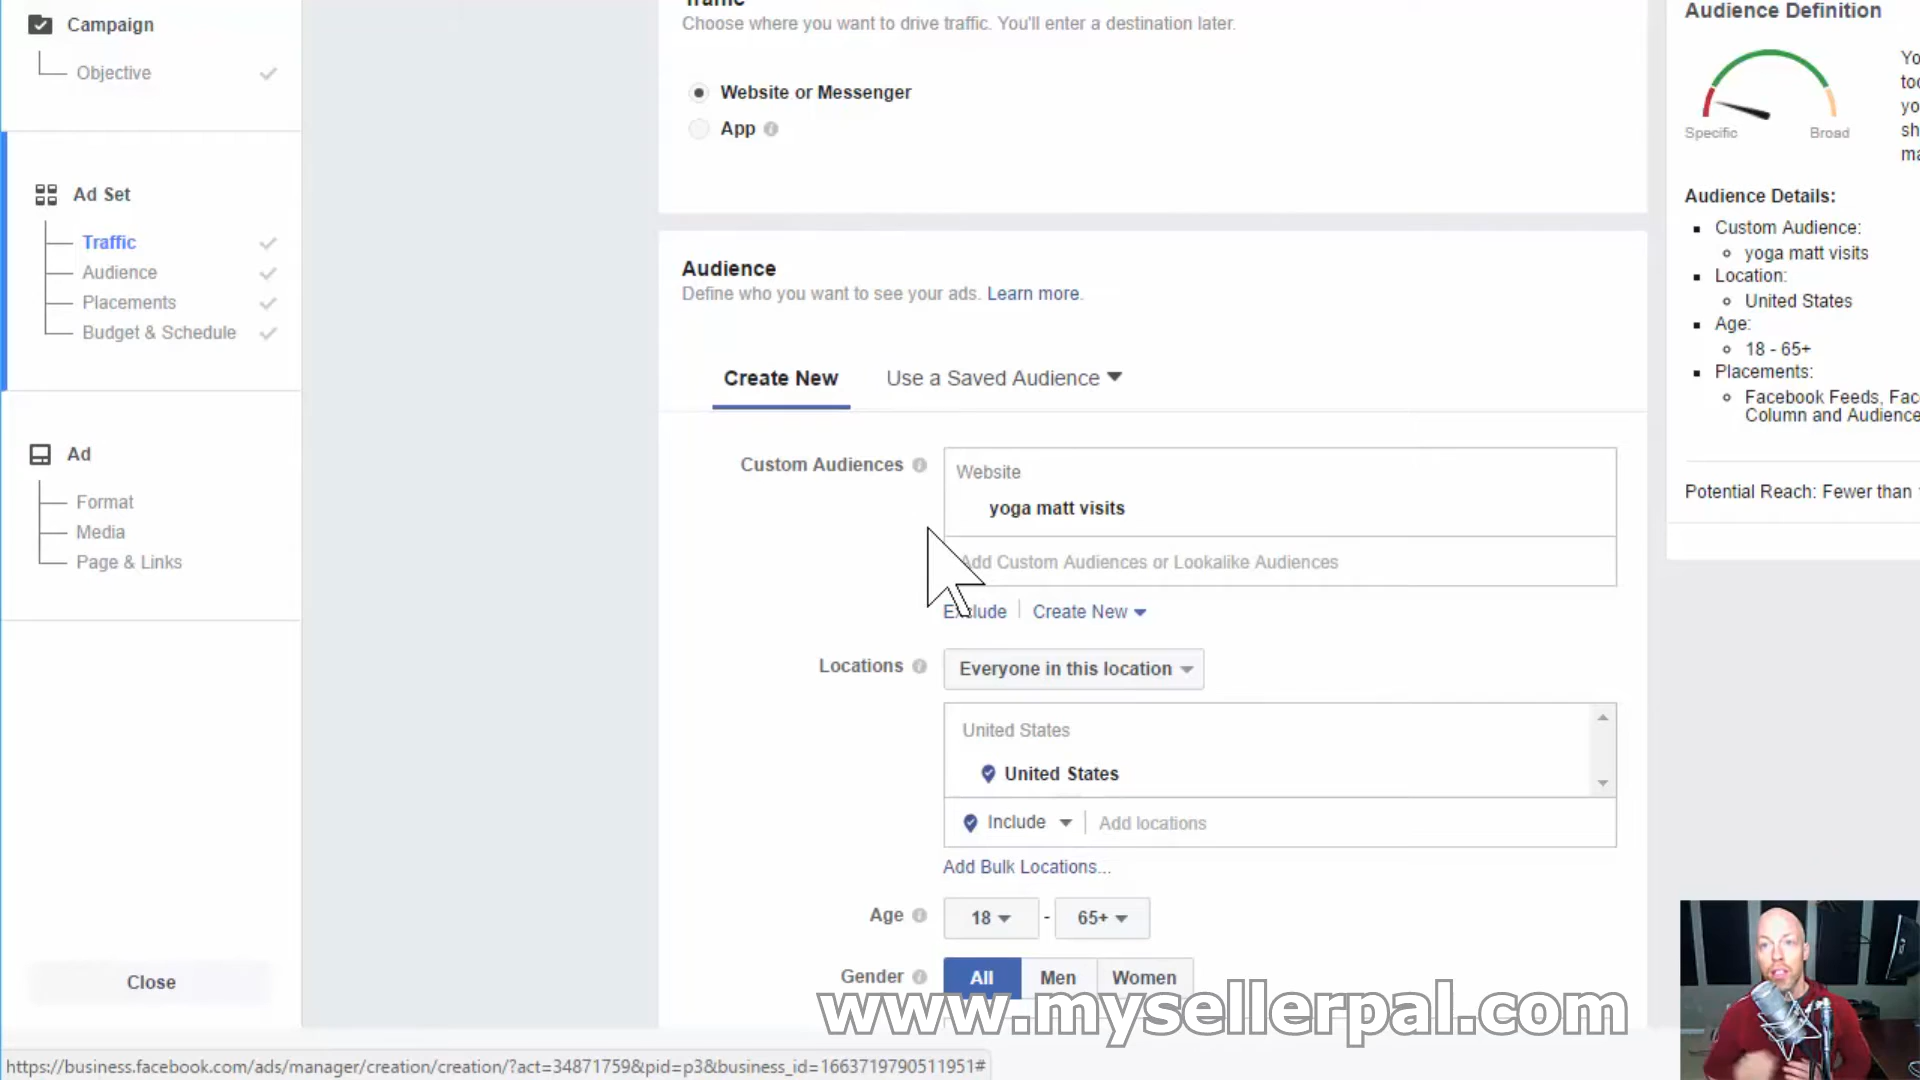 Campaign
Objective
Ad Set
Traffic
Audience
Placements
Budget & Schedule
Ad
Format
Media
Page & Links
Close
Traffic
Choose where you want to drive traffic. You'll enter a destination later.
Website or Messenger
App
Audience
Define who you want to see your ads. Learn more.
Create New
Use a Saved Audience
Custom Audiences
Website
yoga matt visits
Add Custom Audiences or Lookalike Audiences
Exclude
Create New
Locations
Everyone in this location
United States
United States
Include
Add locations
Add Bulk Locations...
Age
18 - 65+
Gender
All
Men
Women
Audience Definition
Specific
Broad
Audience Details:
Custom Audience:
yoga matt visits
Location:
United States
Age:
18 - 65+
Placements:
Facebook Feeds,
Column and Audience
Potential Reach: Fewer than
www.mysellerpal.com
https://business.facebook.com/ads/manager/creation/creation/?act=34871759&pid=p3&business_id=1663719790511951#